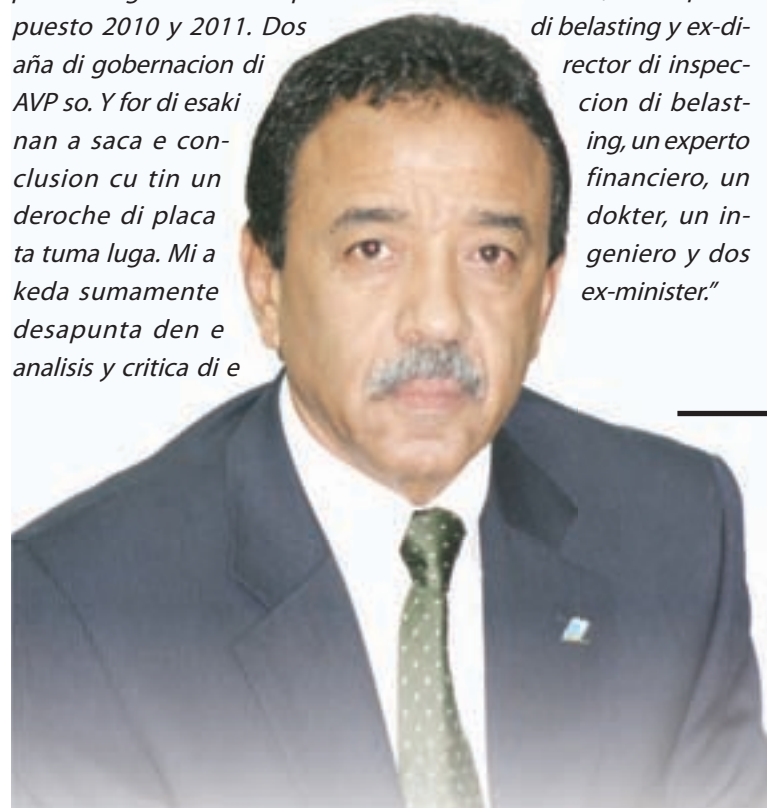 puesto 2010 y 2011. Dos
aña di gobernacion di
AVP so. Y for di esaki
nan a saca e con-
clusion cu tin un
deroche di placa
ta tuma luga. Mi a
keda sumamente
desapunta den e
analisis y critica di e
di belasting y ex-di-
rector di inspec-
cion di belast-
ing, un experto
financiero, un
dokter, un in-
geniero y dos
ex-minister.”